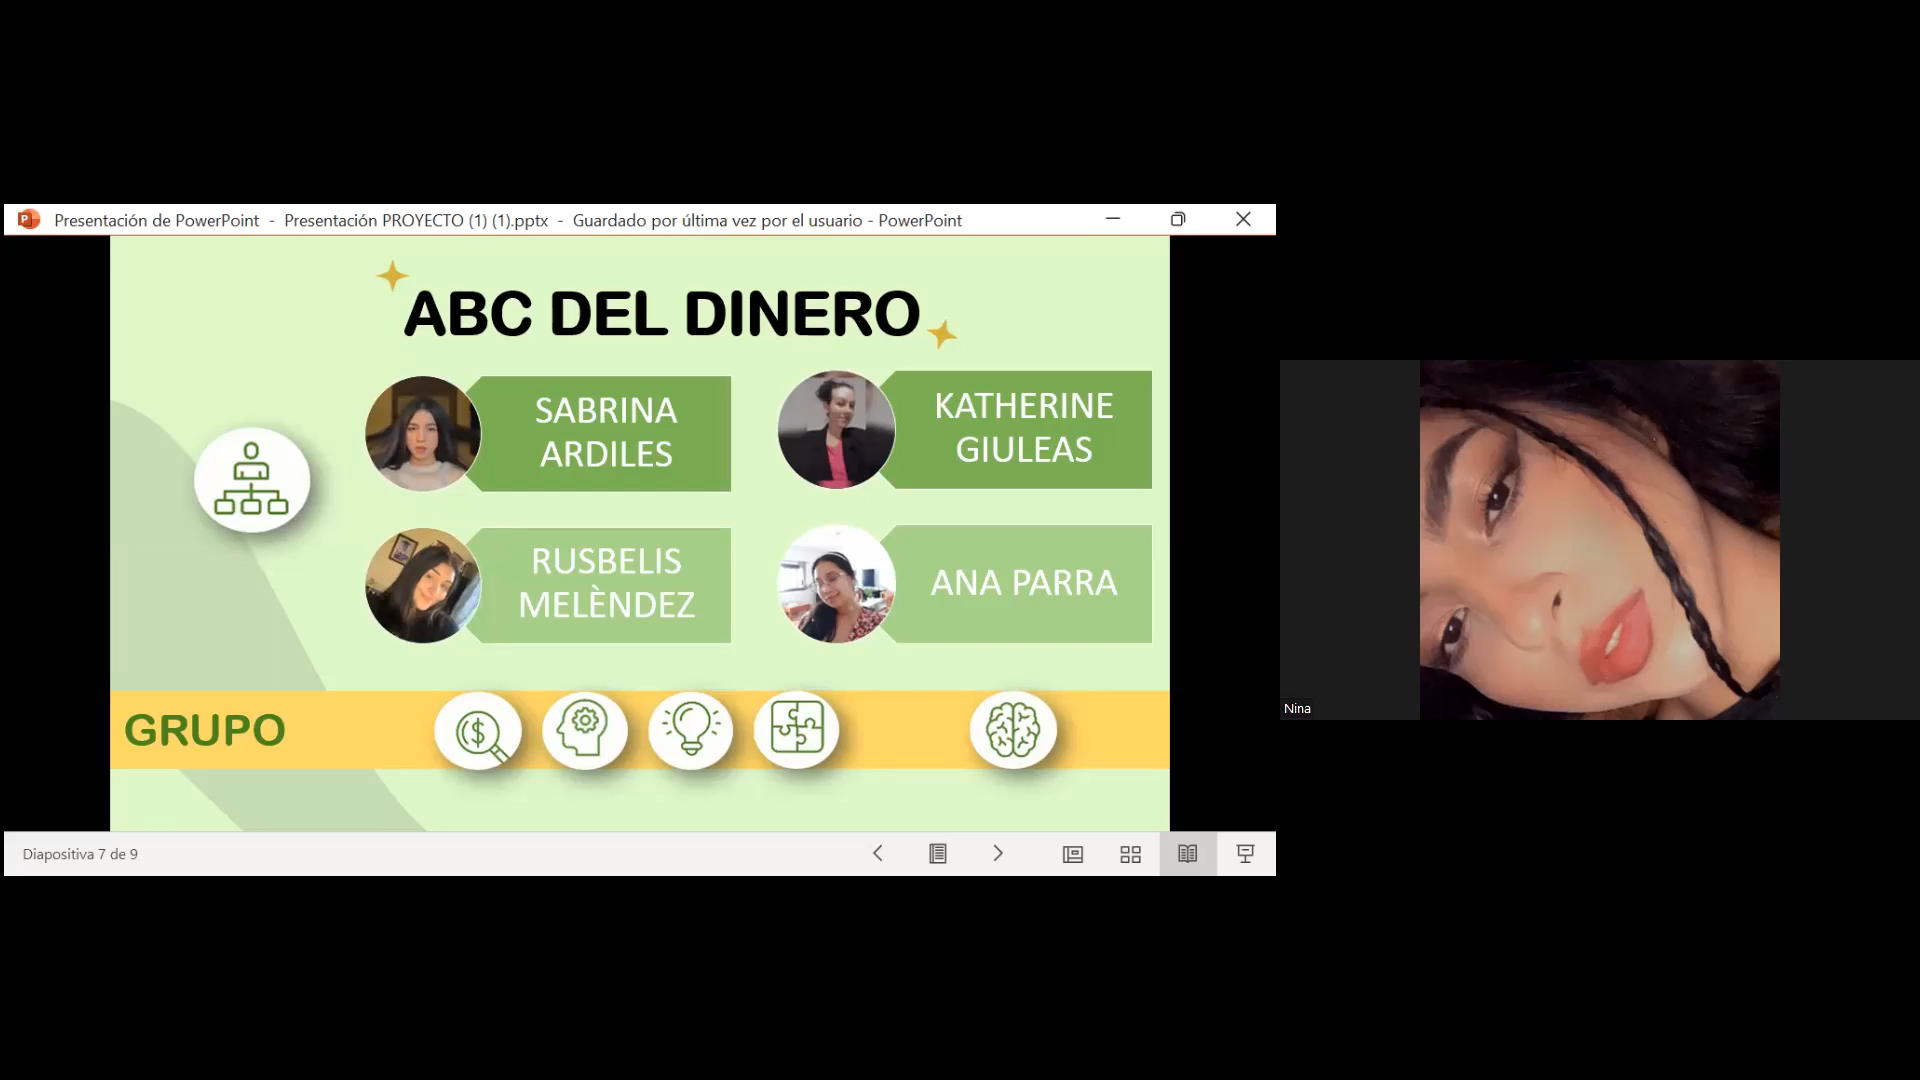 Presentación de PowerPoint - Presentación PROYECTO (1) (1).pptx - Guardado por última vez por el usuario - PowerPoint
ABC DEL DINERO
SABRINA
ARDILES
KATHERINE
GIULEAS
RUSBELIS
MELÈNDEZ
ANA PARRA
GRUPO
$
Nina
Diapositiva 7 de 9